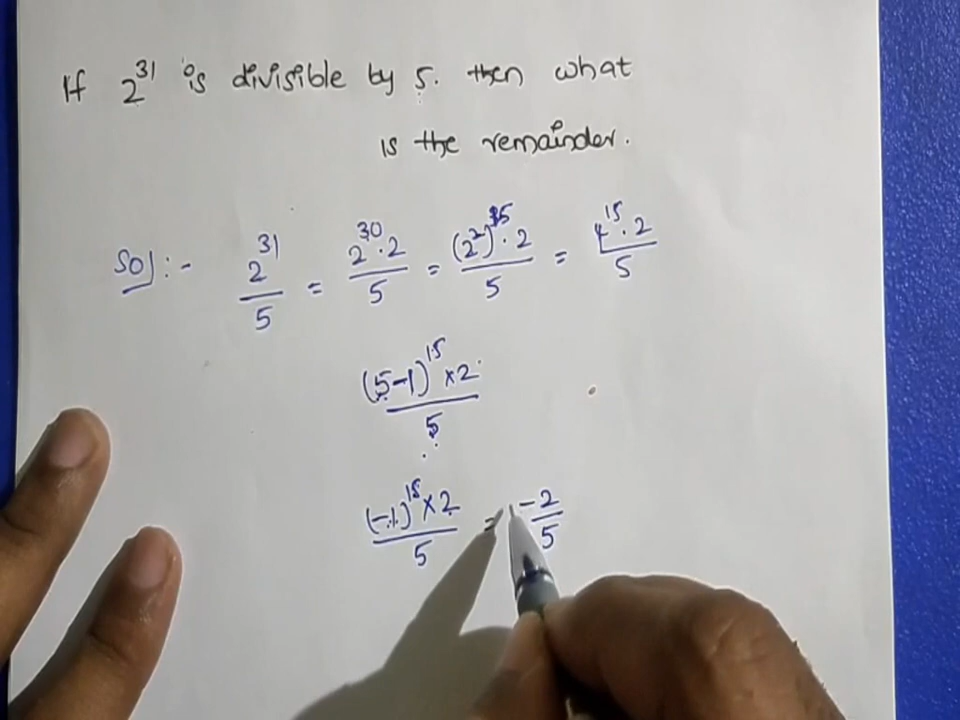 If 2^31 is divisible by 5. then what
is the remainder.
Sol:- 2^31/5 = 2^30·2/5 = (2^2)^15·2/5 = 4^15·2/5
(5-1)^15×2/5
(-1)^15×2/5 = -2/5